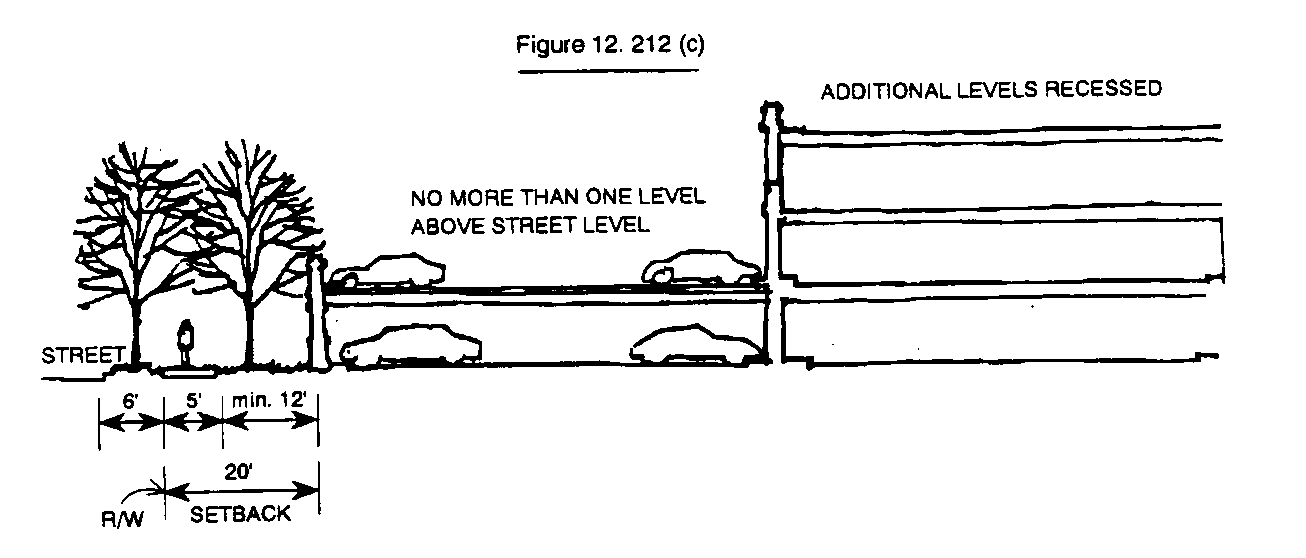 Figure 12. 212 (c)
ADDITIONAL LEVELS RECESSED
NO MORE THAN ONE LEVEL
ABOVE STREET LEVEL
STREET
6' 5' min. 12'
20'
R/W SETBACK